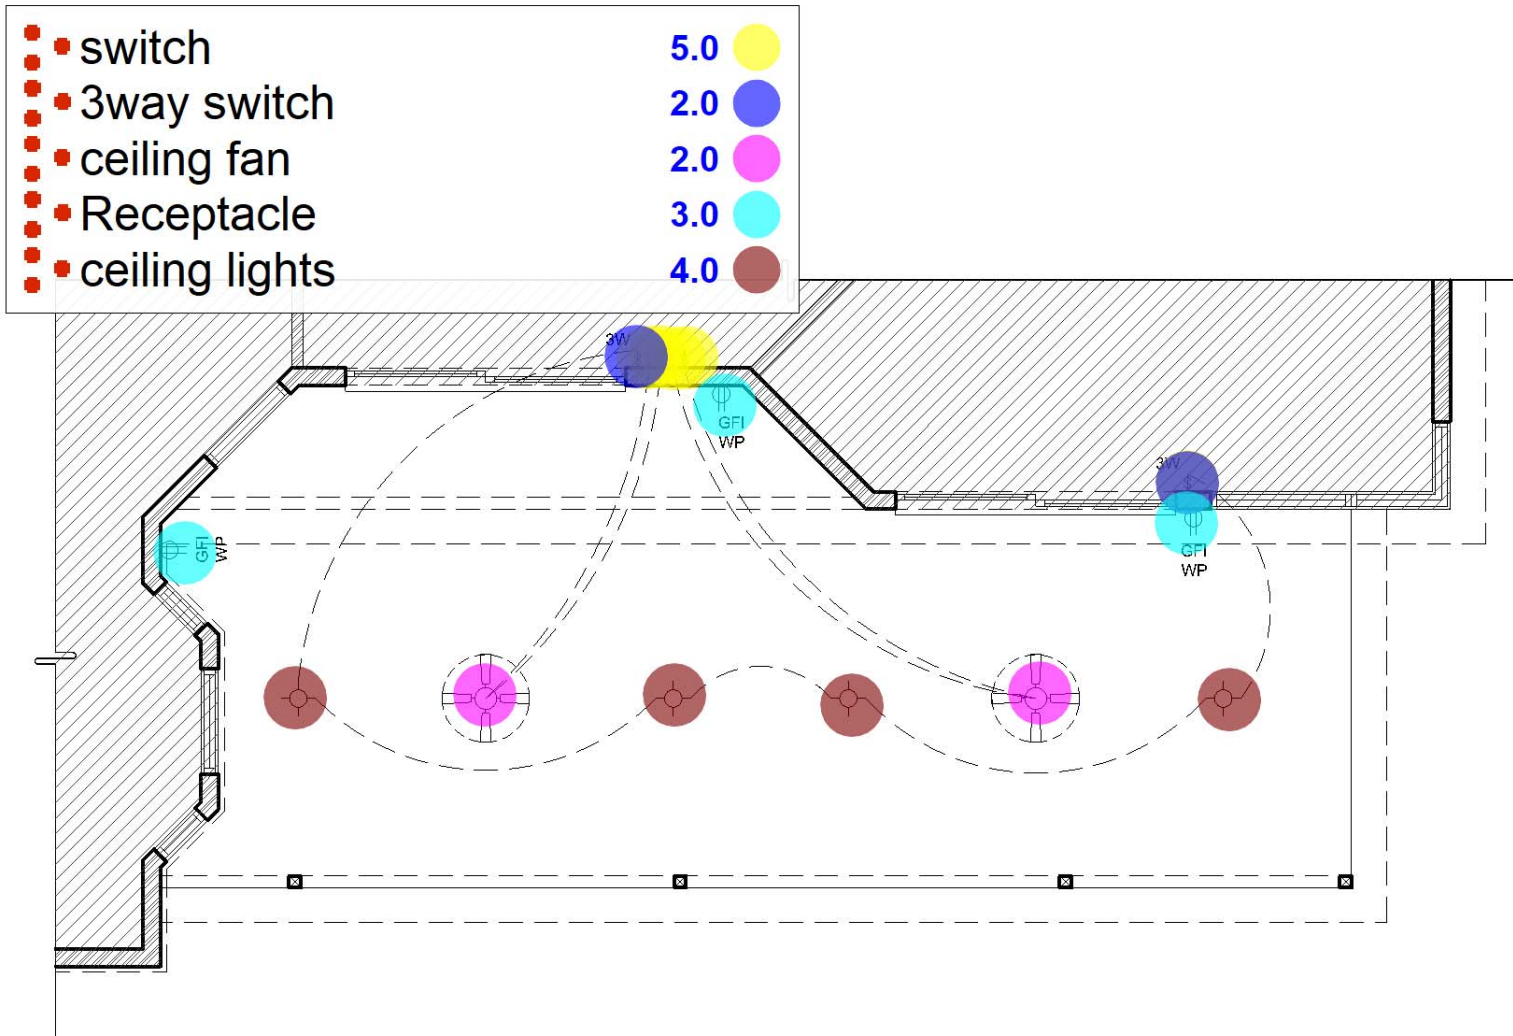 switch 5.0
3way switch 2.0
ceiling fan 2.0
Receptacle 3.0
ceiling lights 4.0
3W
GFI
WP
3W
GFI
WP
GFI
WP